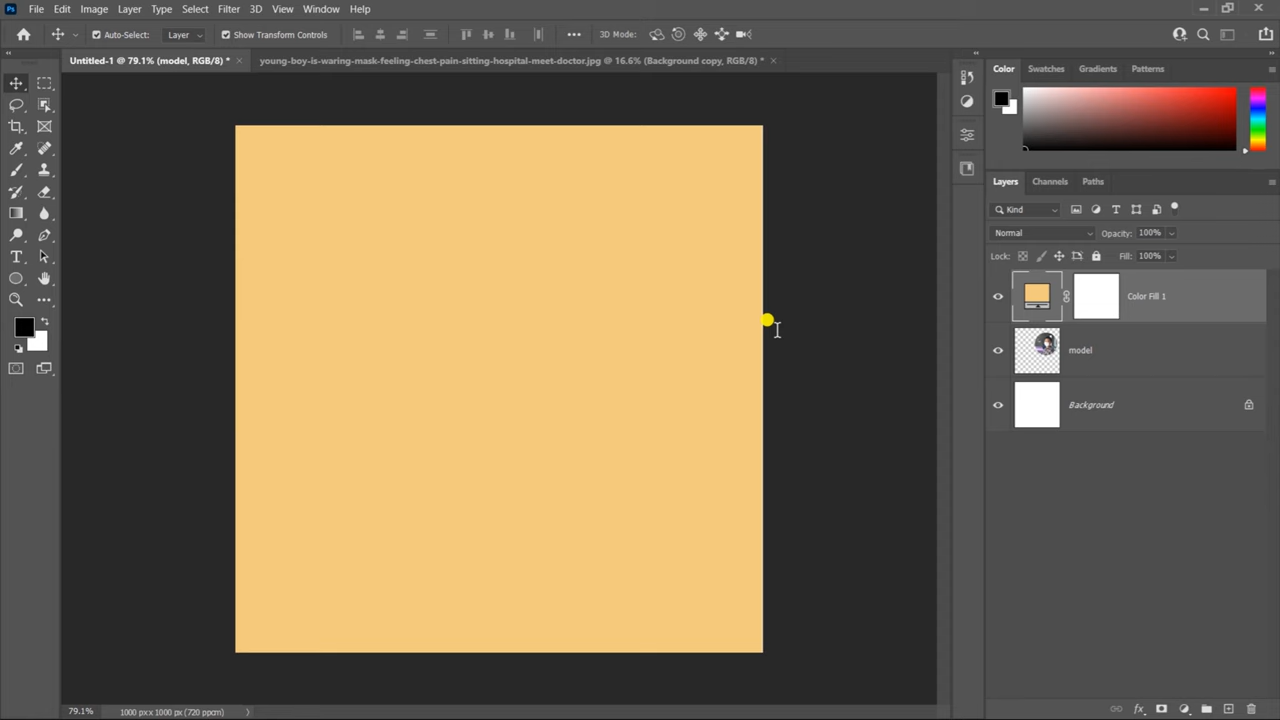 Ps File Edit Image Layer Type Select Filter 3D View Window Help
Auto-Select: Layer Show Transform Controls 3D Mode:
Untitled-1 @ 79.1% (model, RGB/8) * young-boy-is-waring-mask-feeling-chest-pain-sitting-hospital-meet-doctor.jpg @ 16.6% (Background copy, RGB/8) *
Color Swatches Gradients Patterns
Layers Channels Paths
Kind
Normal Opacity: 100%
Lock: Fill: 100%
Color Fill 1
model
Background
79.1% 1000 px x 1000 px (720 ppcm)